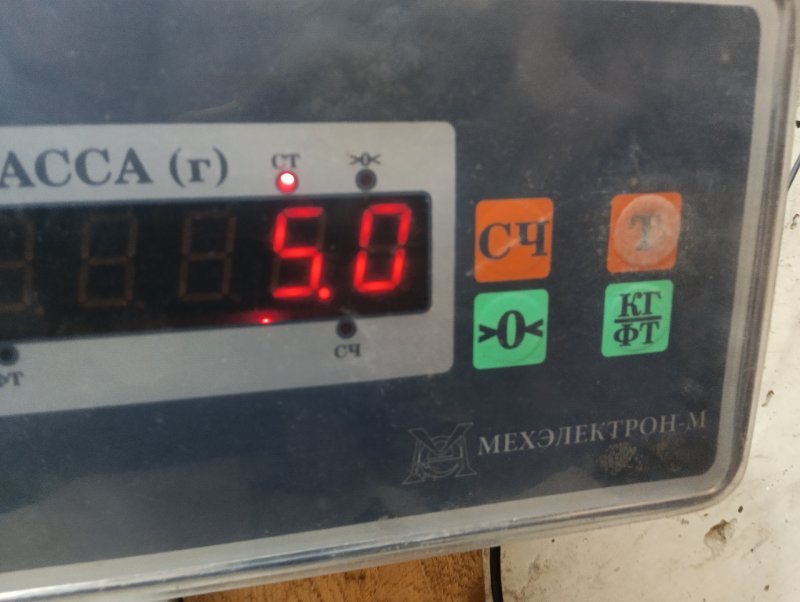 АССА (г)
СТ >0<
5.0
СЧ Т
>0< КГ
ФТ
ФТ СЧ
МЕХЭЛЕКТРОН-М